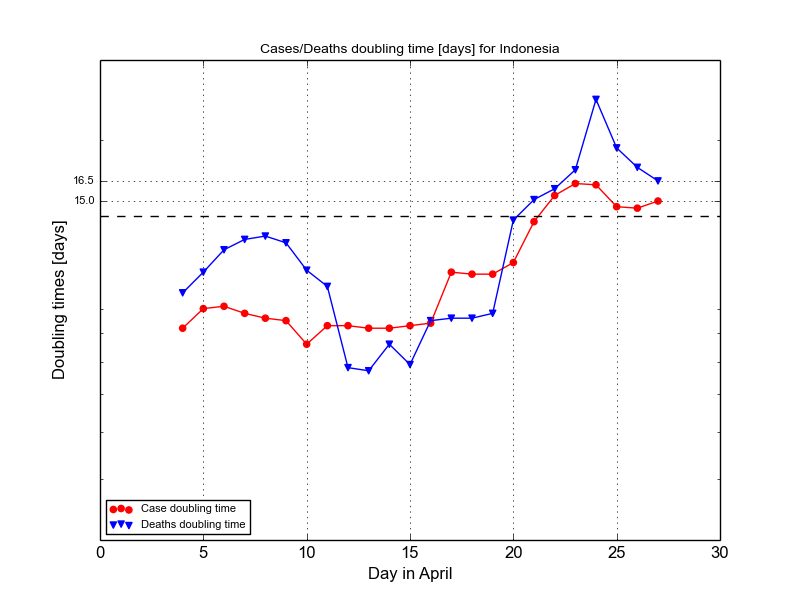 Cases/Deaths doubling time [days] for Indonesia
16.5
15.0
Doubling times [days]
Case doubling time
Deaths doubling time
0 5 10 15 20 25 30
Day in April